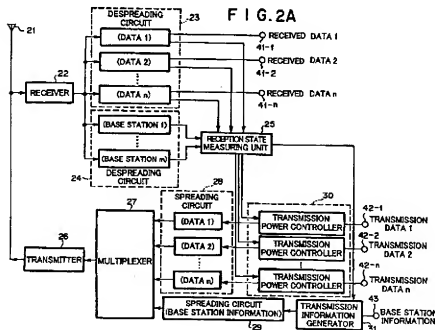 FIG.2A
DESPREADING CIRCUIT
23
21
(DATA 1)
RECEIVED DATA 1
41-1
22
RECEIVER
(DATA 2)
RECEIVED DATA 2
41-2
(DATA n)
RECEIVED DATA n
41-n
(BASE STATION 1)
25
RECEPTION STATE MEASURING UNIT
(BASE STATION m)
24
DESPREADING CIRCUIT
28
SPREADING CIRCUIT
30
27
42-1
(DATA 1)
TRANSMISSION POWER CONTROLLER
TRANSMISSION DATA 1
42-2
26
TRANSMITTER
MULTIPLEXER
(DATA 2)
TRANSMISSION POWER CONTROLLER
TRANSMISSION DATA 2
42-n
(DATA n)
TRANSMISSION POWER CONTROLLER
TRANSMISSION DATA n
43
SPREADING CIRCUIT (BASE STATION INFORMATION)
29
TRANSMISSION INFORMATION GENERATOR
31
BASE STATION INFORMATION